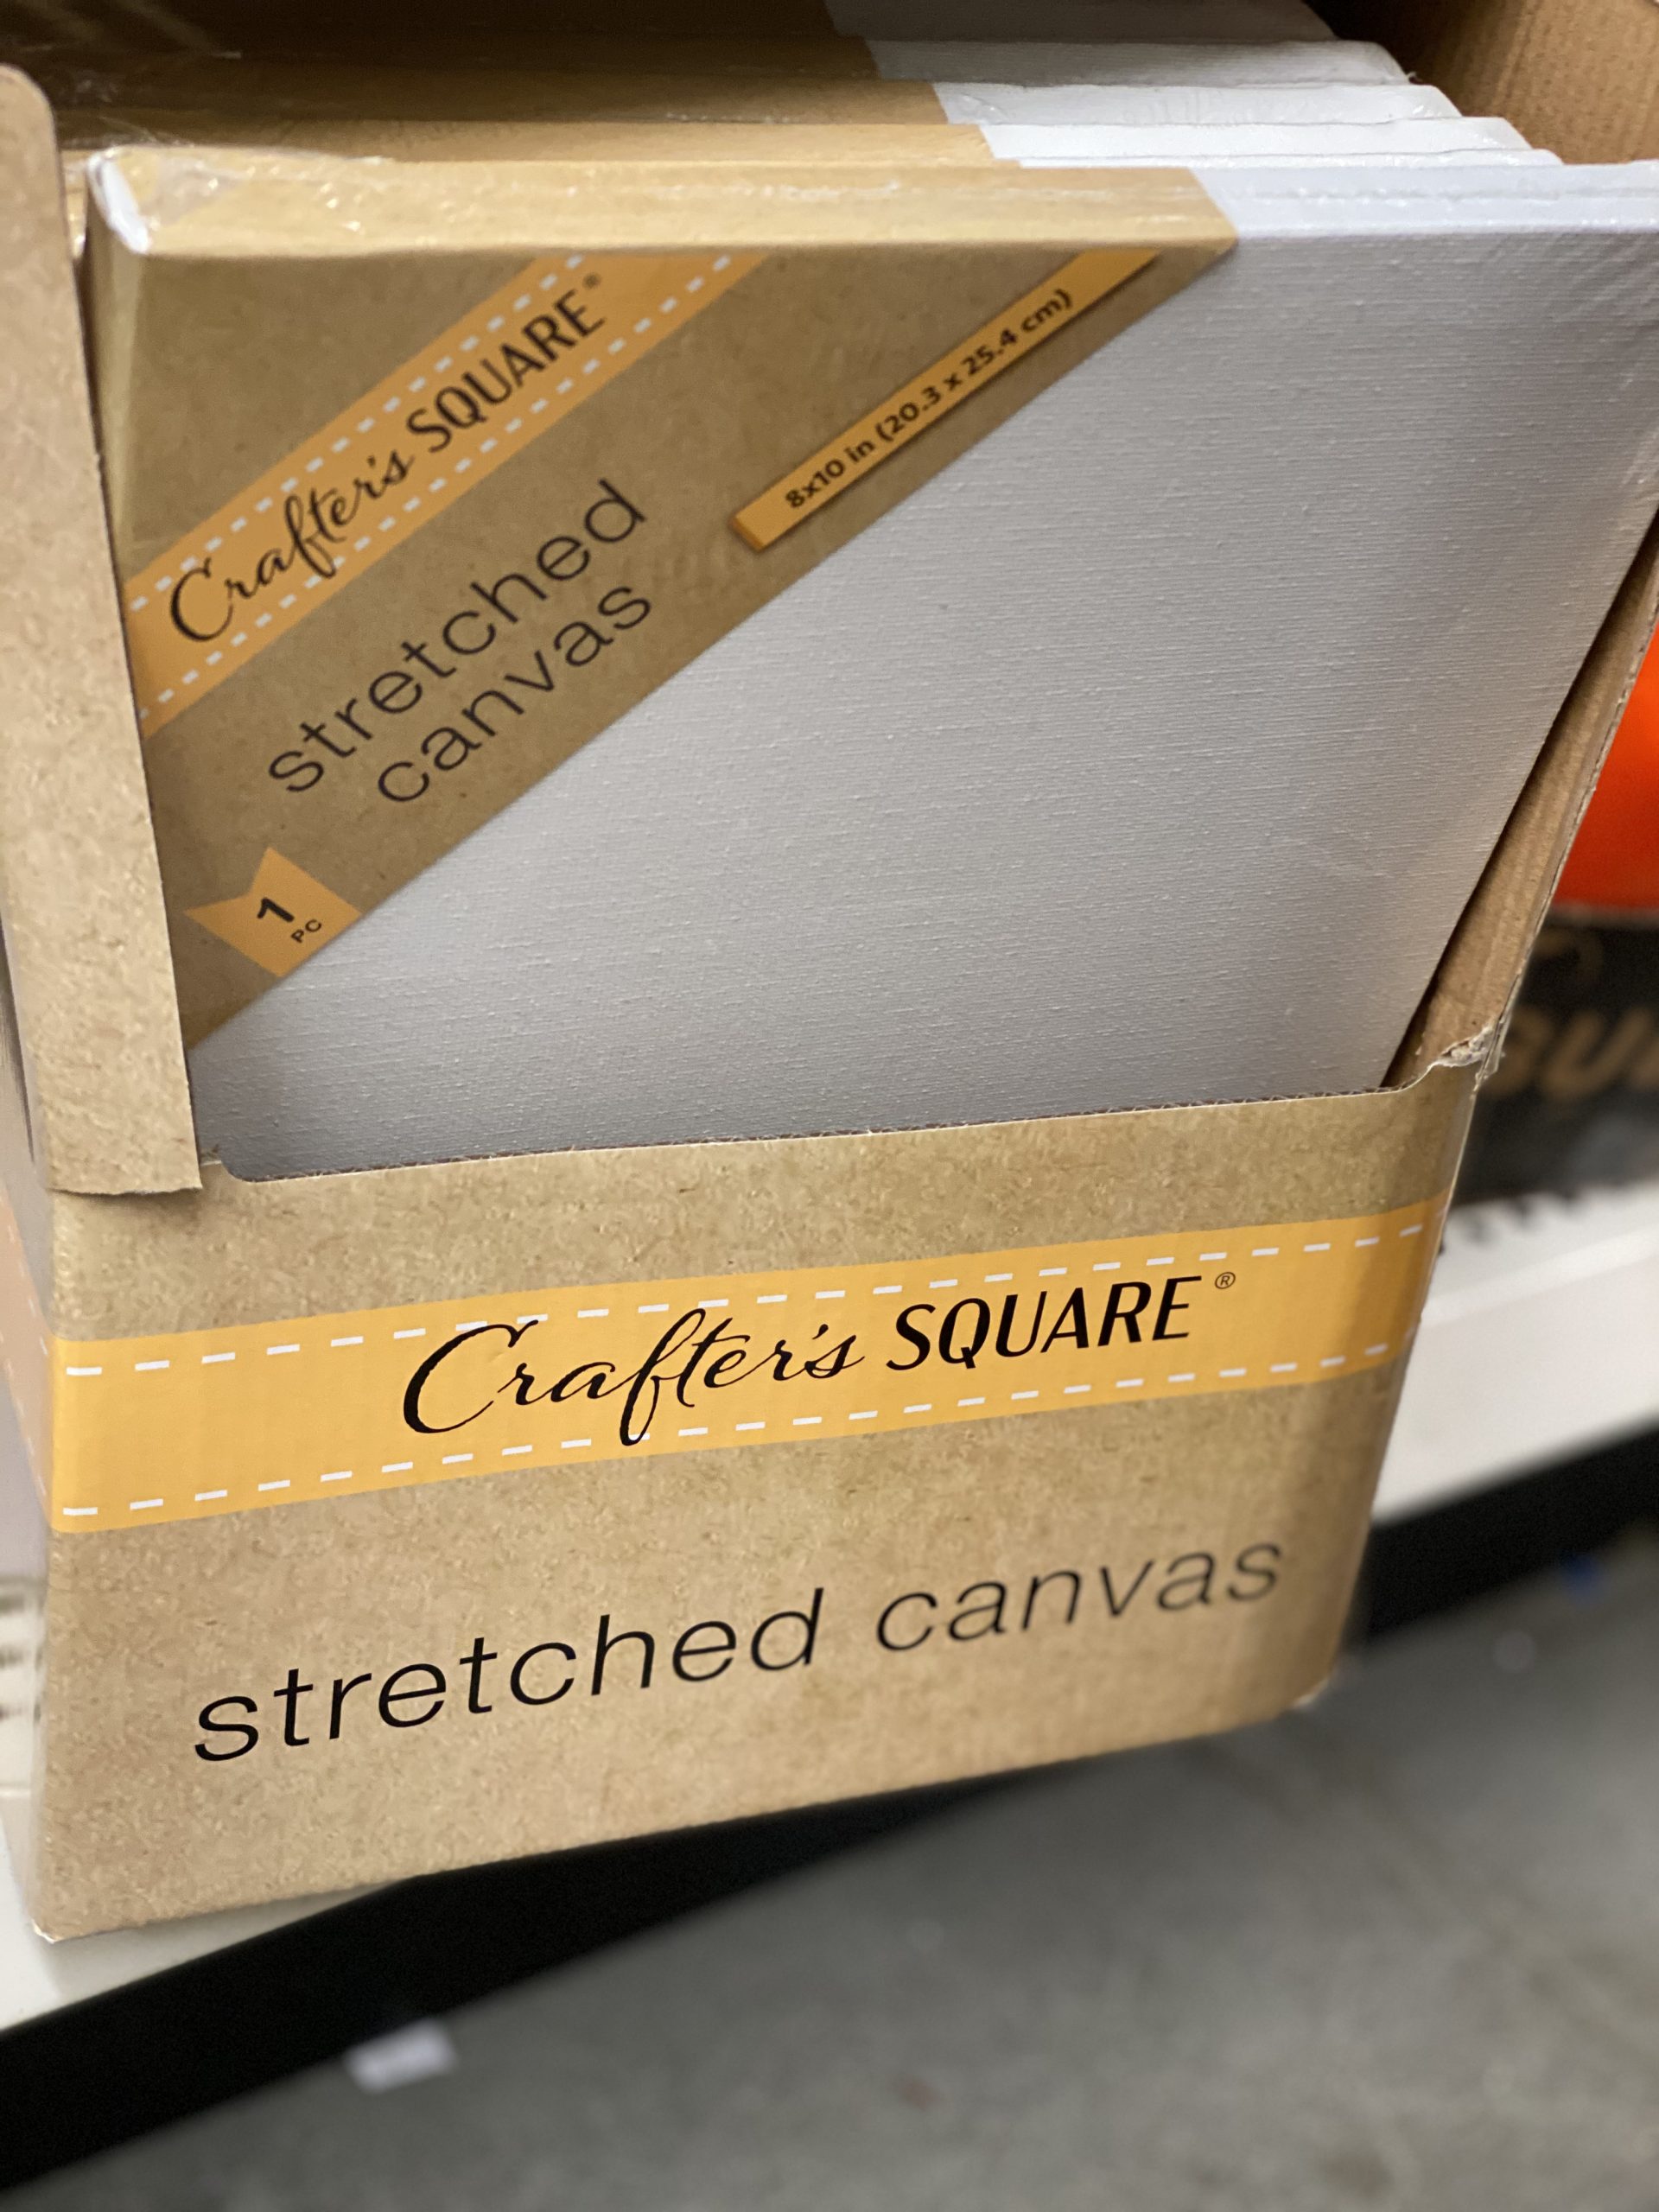 Crafter's SQUARE®
stretched
canvas
8x10 in (20.3 x 25.4 cm)
1
PC
Crafter's SQUARE®
stretched canvas